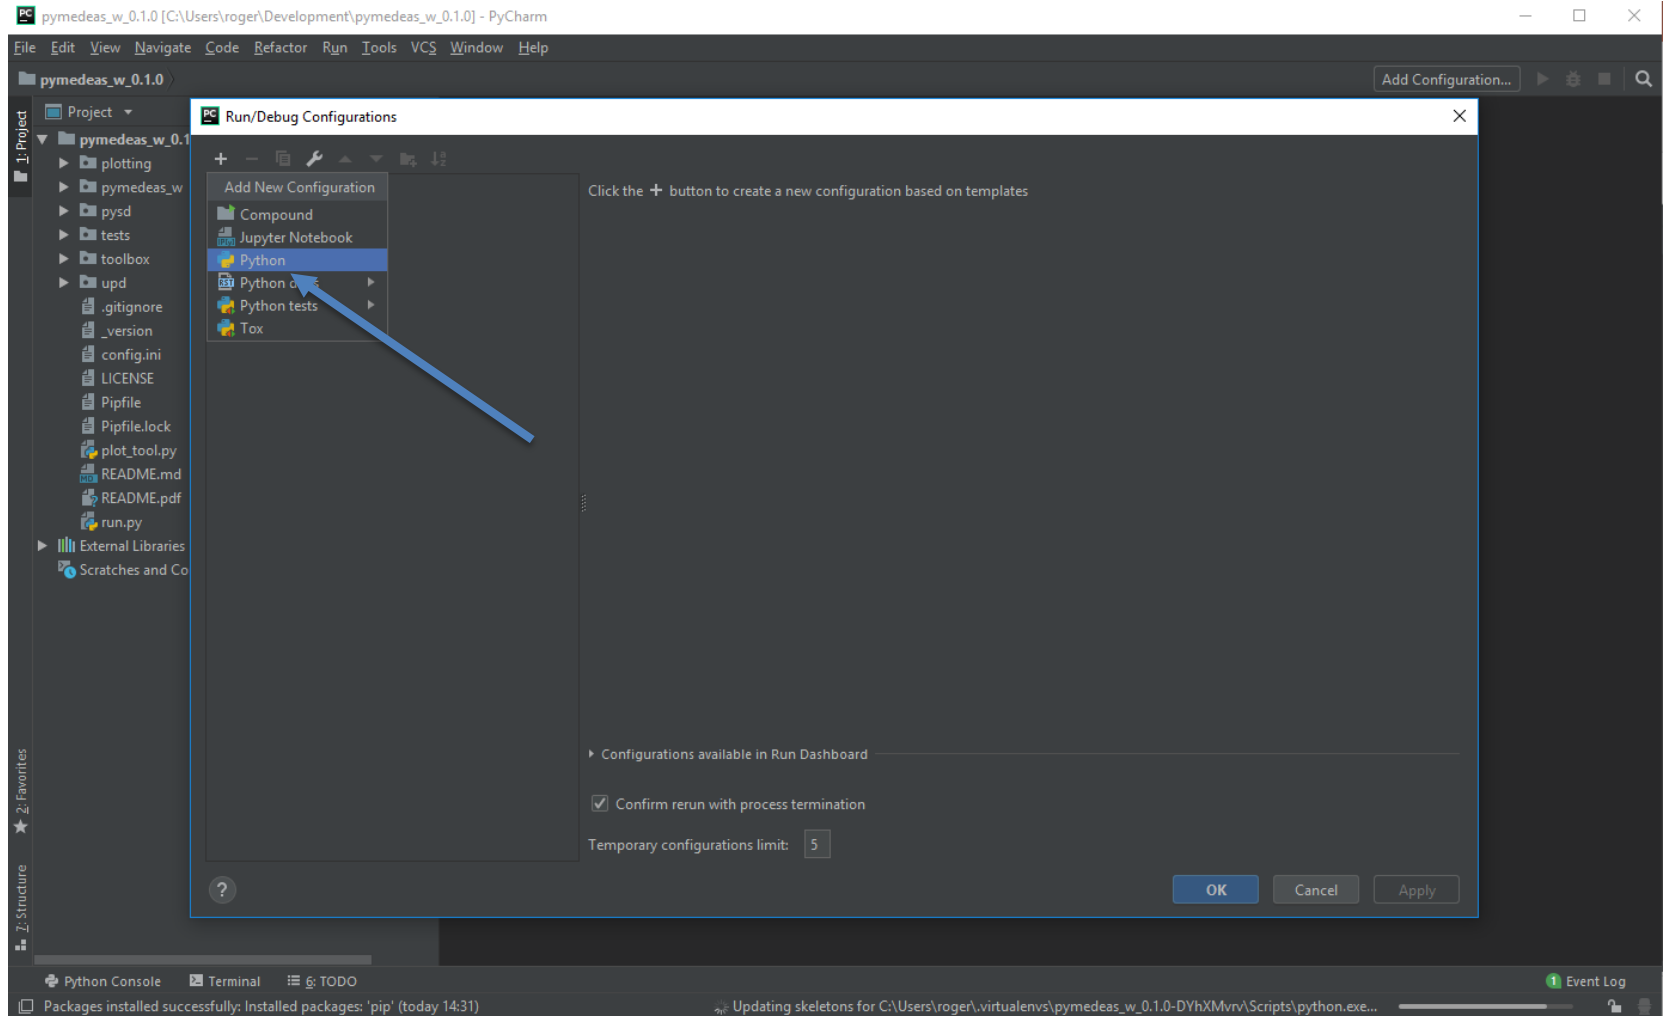 pymedeas_w_0.1.0 [C:\Users\roger\Development\pymedeas_w_0.1.0] - PyCharm
File Edit View Navigate Code Refactor Run Tools VCS Window Help
pymedeas_w_0.1.0
Add Configuration...
1: Project
Project
pymedeas_w_0.1
plotting
pymedeas_w
pysd
tests
toolbox
upd
.gitignore
_version
config.ini
LICENSE
Pipfile
Pipfile.lock
plot_tool.py
README.md
README.pdf
run.py
External Libraries
Scratches and Co
2: Favorites
7: Structure
Run/Debug Configurations
Add New Configuration
Compound
Jupyter Notebook
Python
Python
Python tests
Tox
Click the + button to create a new configuration based on templates
Configurations available in Run Dashboard
Confirm rerun with process termination
Temporary configurations limit: 5
?
OK Cancel Apply
Python Console Terminal 6: TODO
1 Event Log
Packages installed successfully: Installed packages: 'pip' (today 14:31)
Updating skeletons for C:\Users\roger\.virtualenvs\pymedeas_w_0.1.0-DYhXMvrv\Scripts\python.exe...